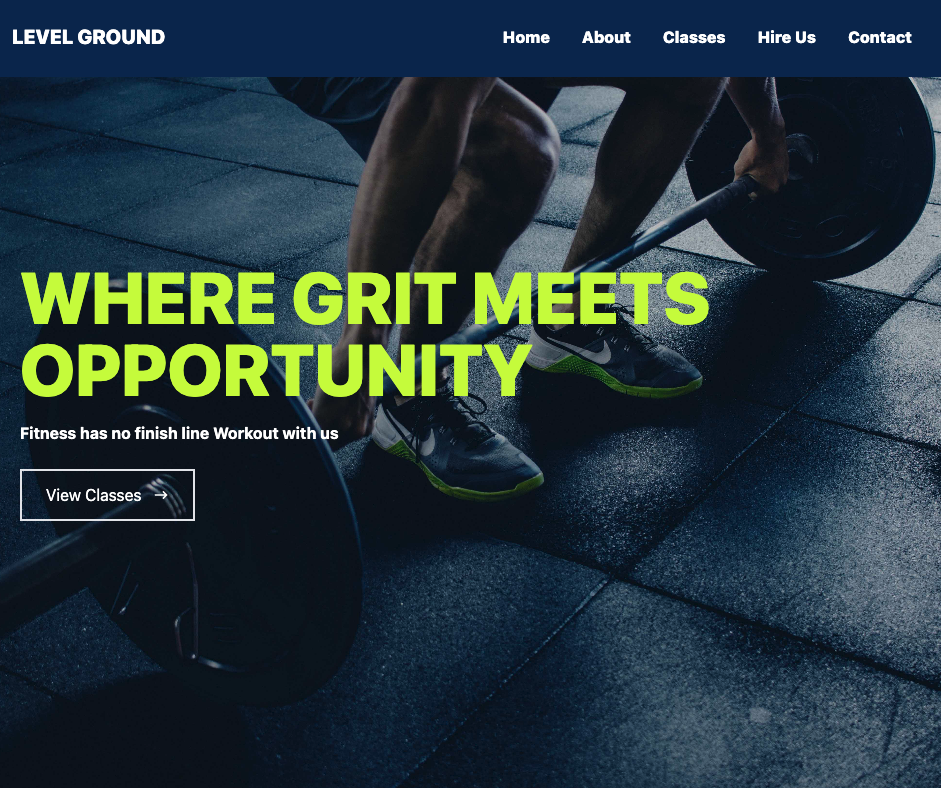 LEVEL GROUND
Home About Classes Hire Us Contact
WHERE GRIT MEETS
OPPORTUNITY
Fitness has no finish line Workout with us
View Classes →